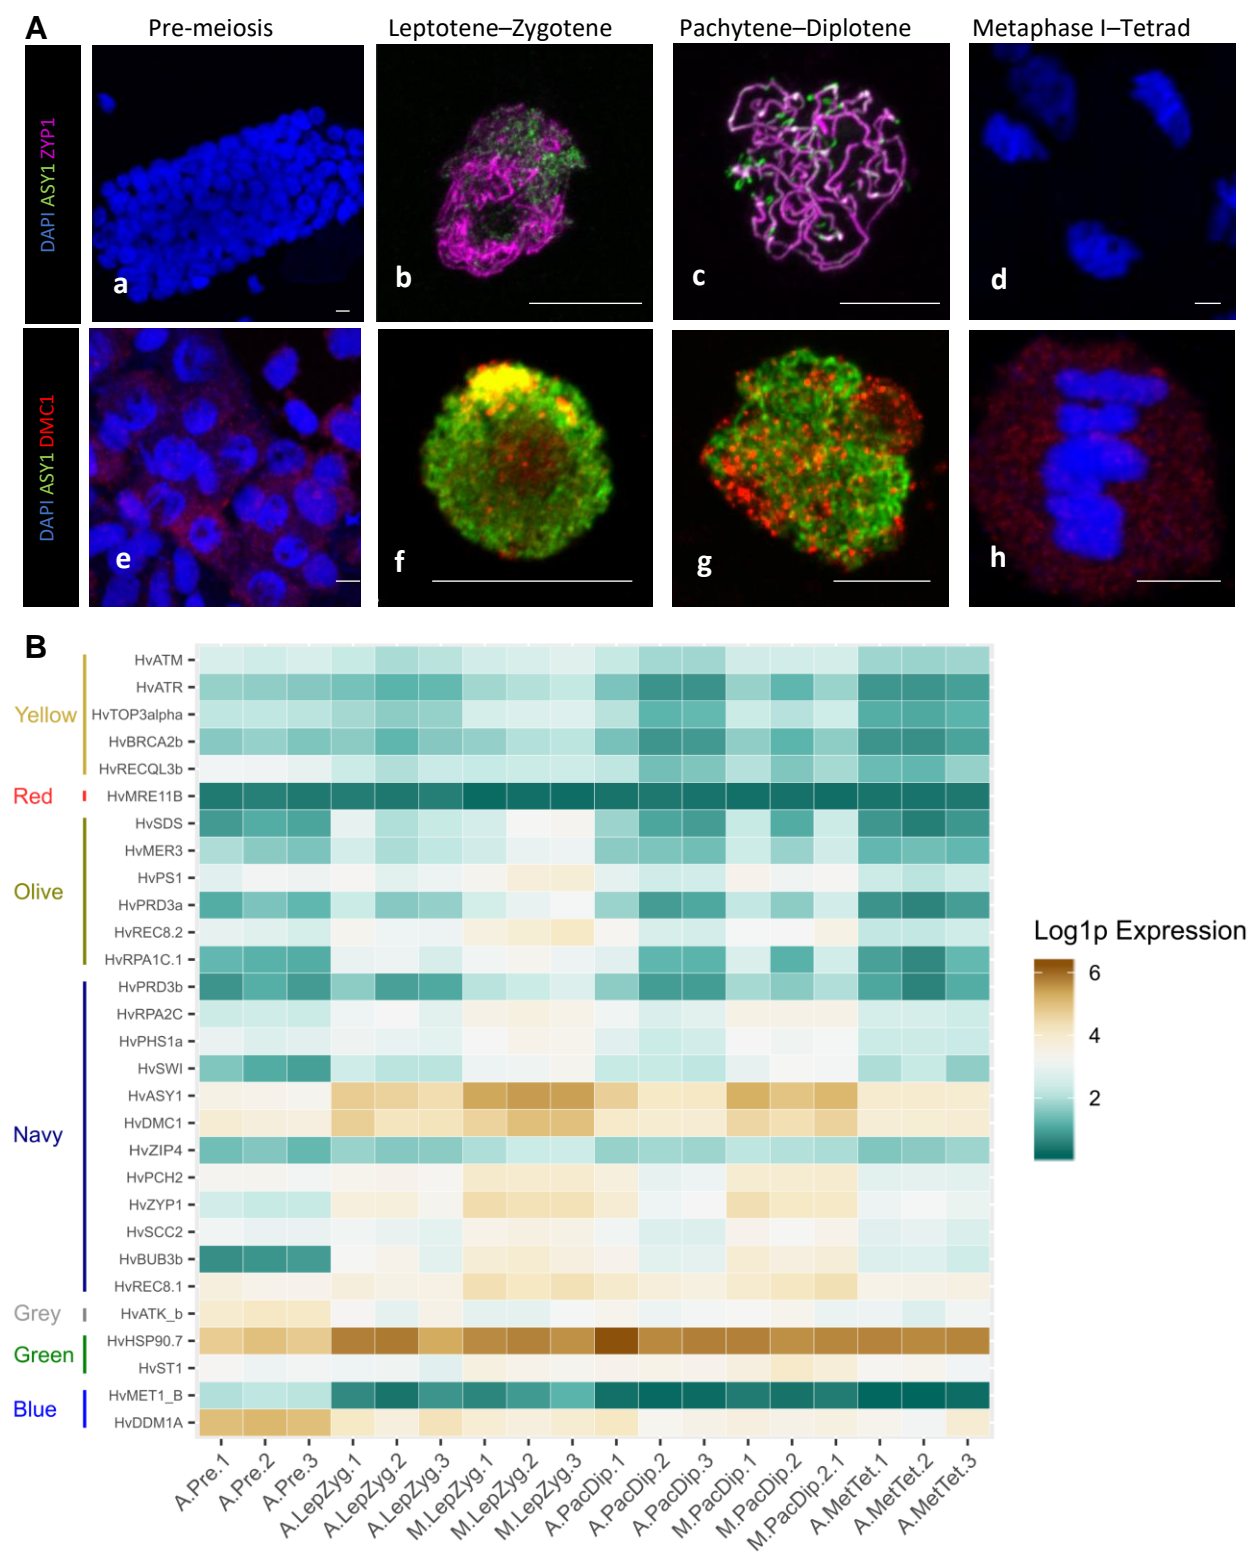 A
Pre-meiosis
Leptotene–Zygotene
Pachytene–Diplotene
Metaphase I–Tetrad
DAPI ASY1 ZYP1
a
b
c
d
DAPI ASY1 DMC1
e
f
g
h
B
Yellow
Red
Olive
Navy
Grey
Green
Blue
HvATM
HvATR
HvTOP3alpha
HvBRCA2b
HvRECQL3b
HvMRE11B
HvSDS
HvMER3
HvPS1
HvPRD3a
HvREC8.2
HvRPA1C.1
HvPRD3b
HvRPA2C
HvPHS1a
HvSWI
HvASY1
HvDMC1
HvZIP4
HvPCH2
HvZYP1
HvSCC2
HvBUB3b
HvREC8.1
HvATK_b
HvHSP90.7
HvST1
HvMET1_B
HvDDM1A
A.Pre.1
A.Pre.2
A.Pre.3
A.LepZyg.1
A.LepZyg.2
A.LepZyg.3
M.LepZyg.1
M.LepZyg.2
M.LepZyg.3
A.PacDip.1
A.PacDip.2
A.PacDip.3
M.PacDip.1
M.PacDip.2
M.PacDip.2.1
A.MetTet.1
A.MetTet.2
A.MetTet.3
Log1p Expression
6
4
2